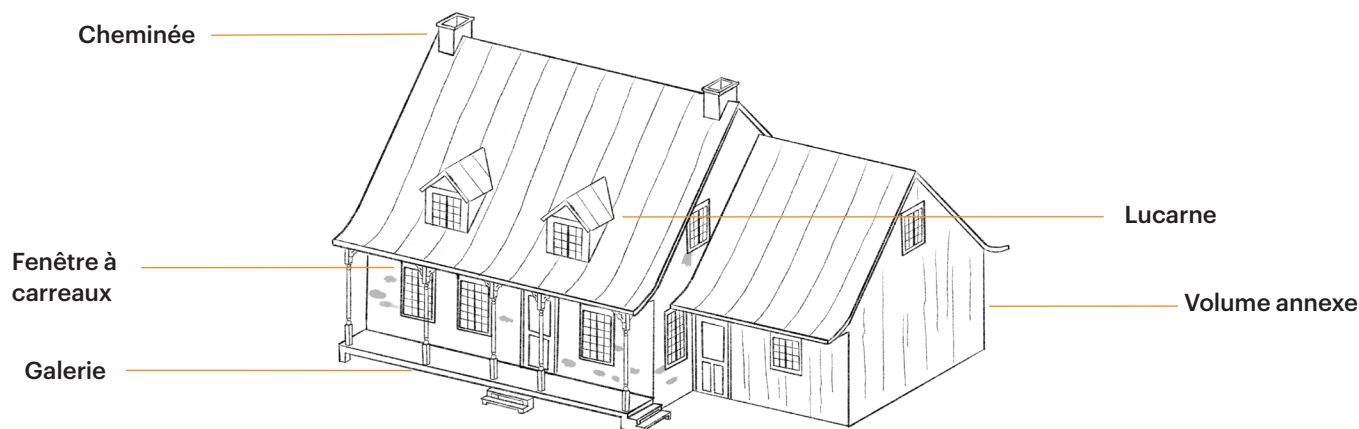 Cheminée
Lucarne
Fenêtre à
carreaux
Volume annexe
Galerie